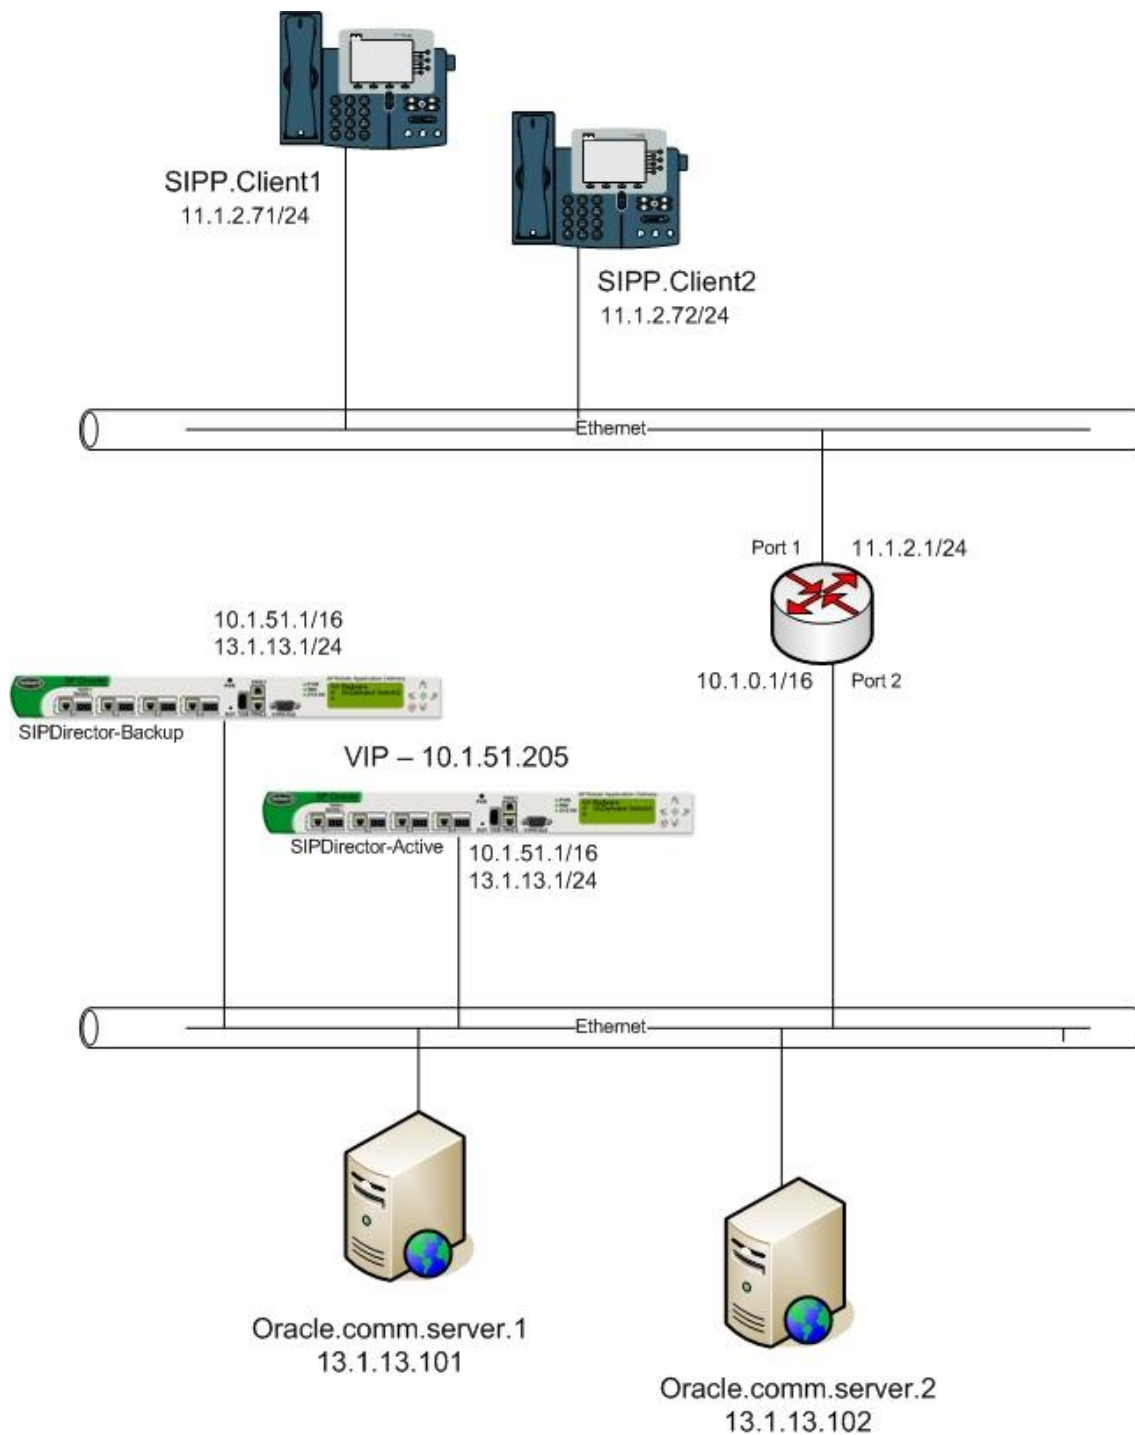 SIPP.Client1
11.1.2.71/24
SIPP.Client2
11.1.2.72/24
Ethernet
Port 1
11.1.2.1/24
10.1.0.1/16
Port 2
10.1.51.1/16
13.1.13.1/24
SIPDirector-Backup
VIP – 10.1.51.205
SIPDirector-Active
10.1.51.1/16
13.1.13.1/24
Ethernet
Oracle.comm.server.1
13.1.13.101
Oracle.comm.server.2
13.1.13.102